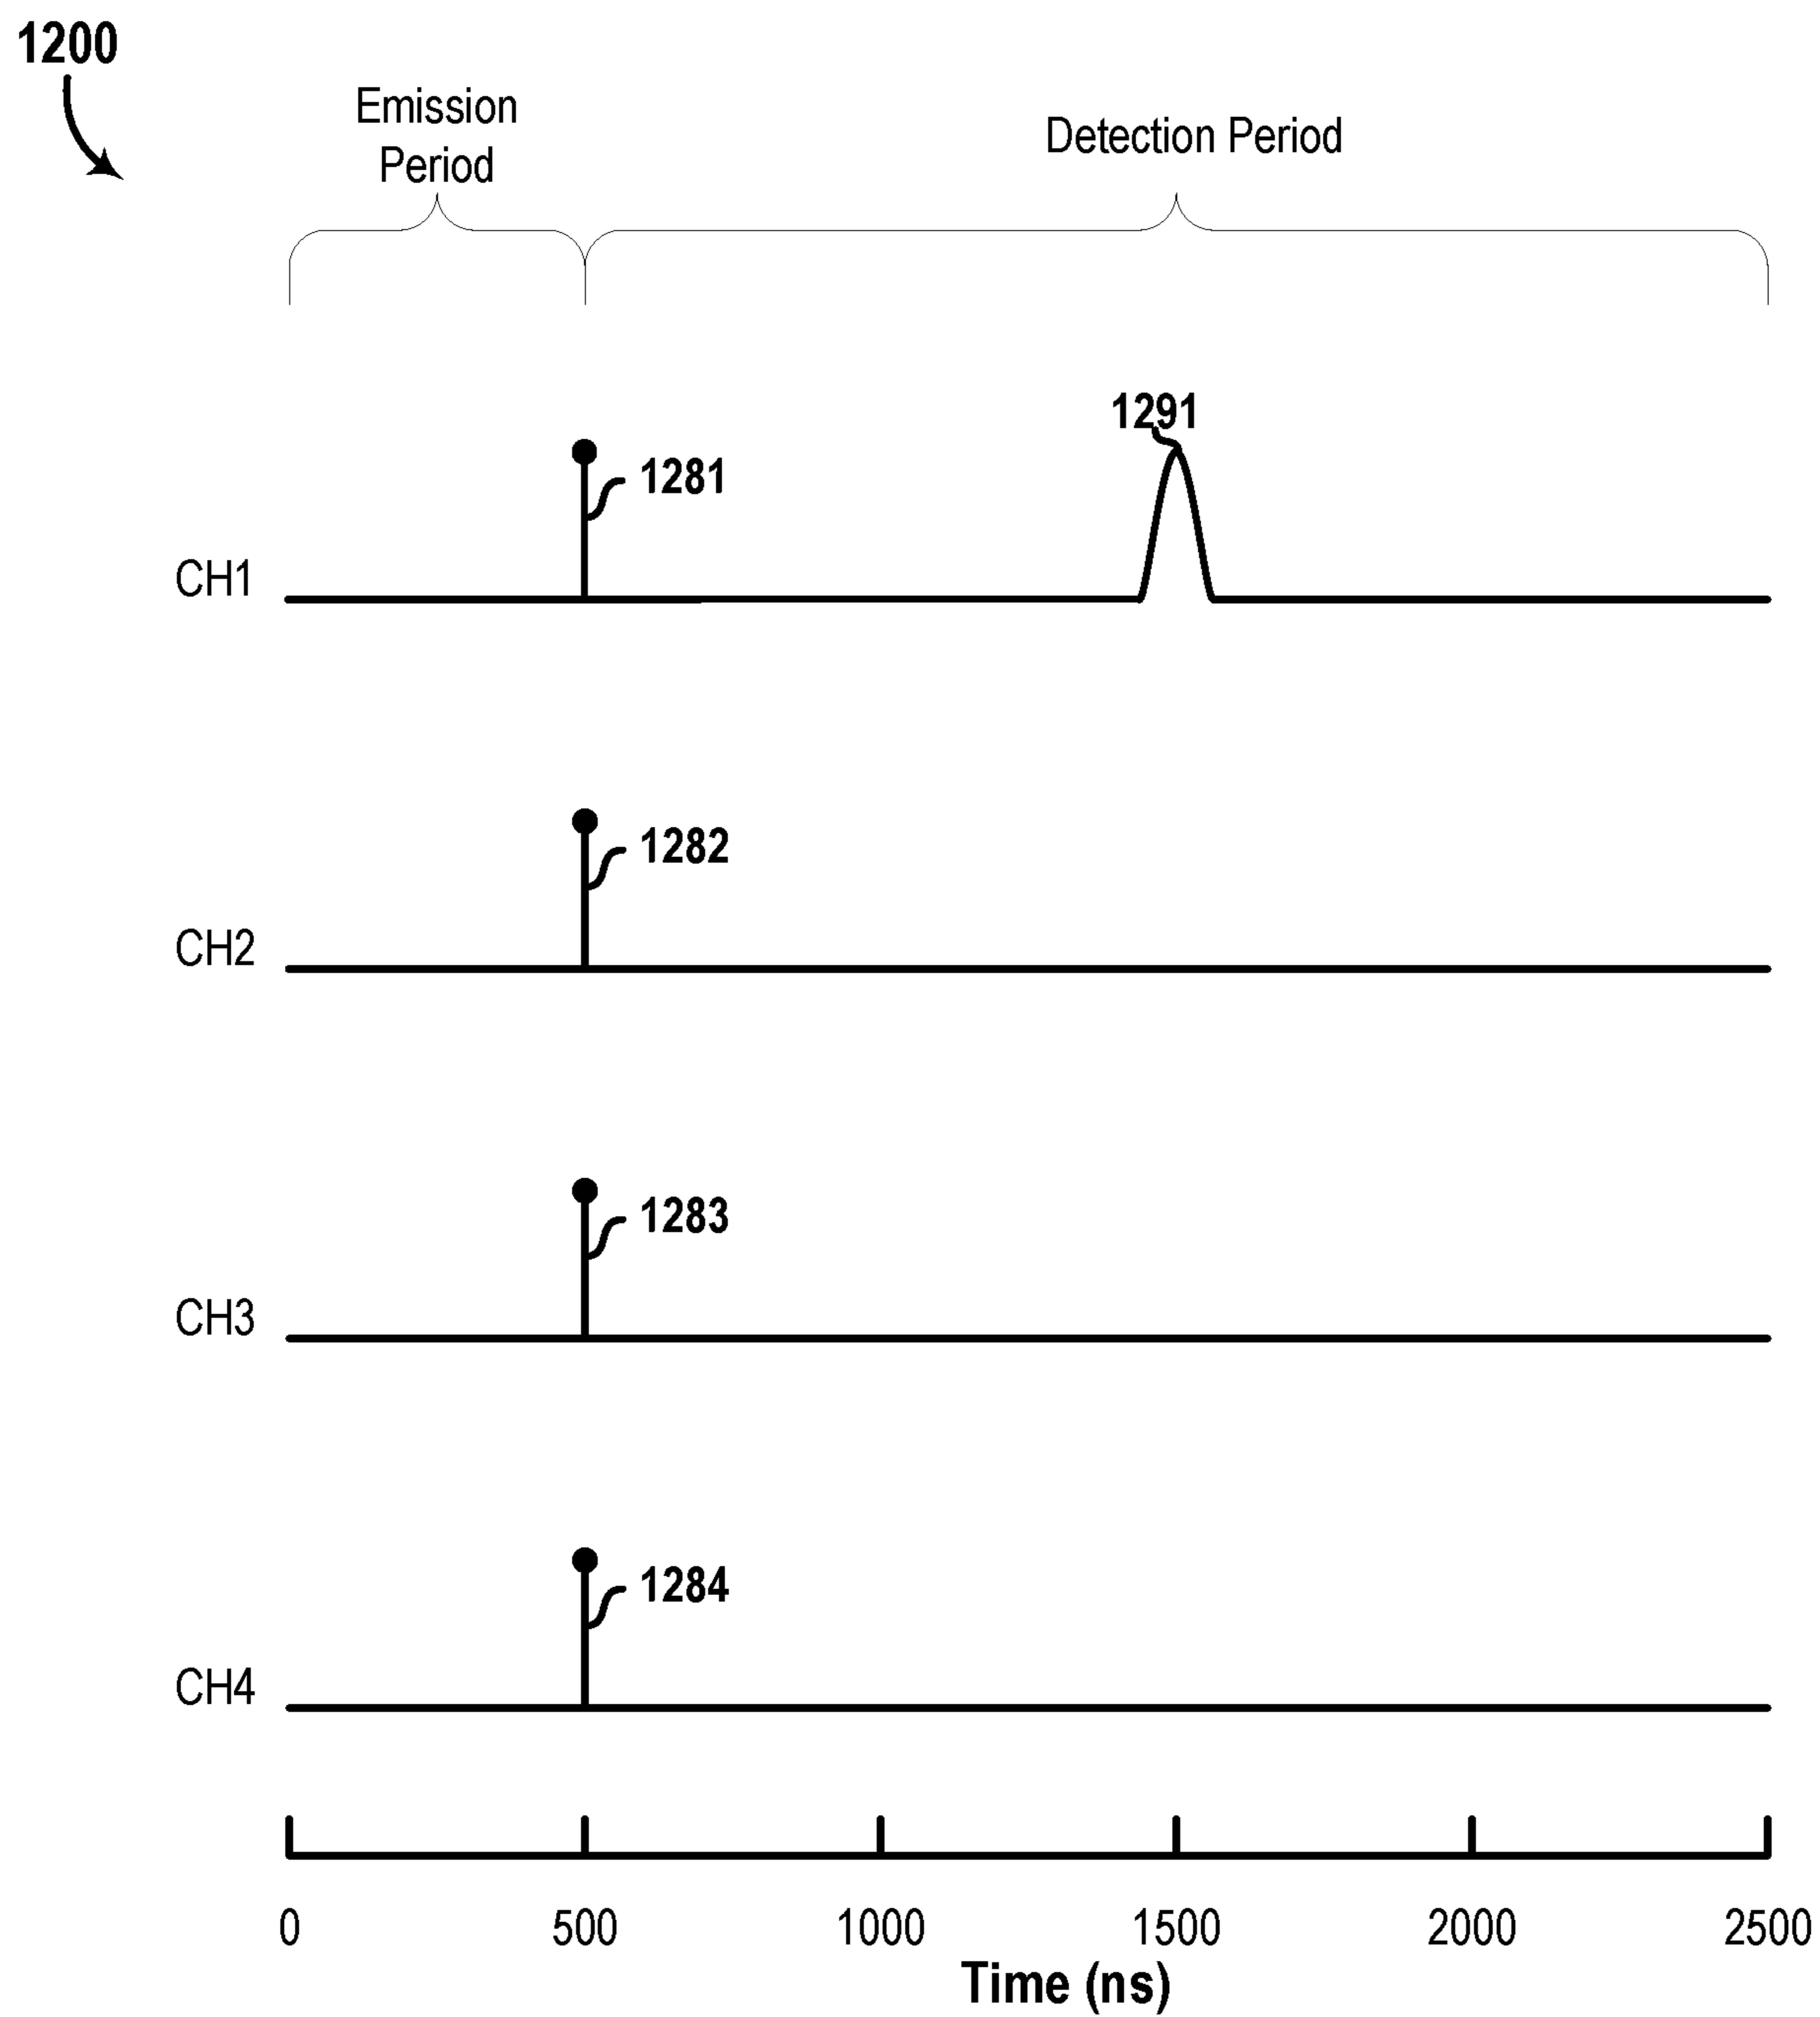 1200
Emission
Period
Detection Period
1291
1281
CH1
1282
CH2
1283
CH3
1284
CH4
0 500 1000 1500 2000 2500
Time (ns)